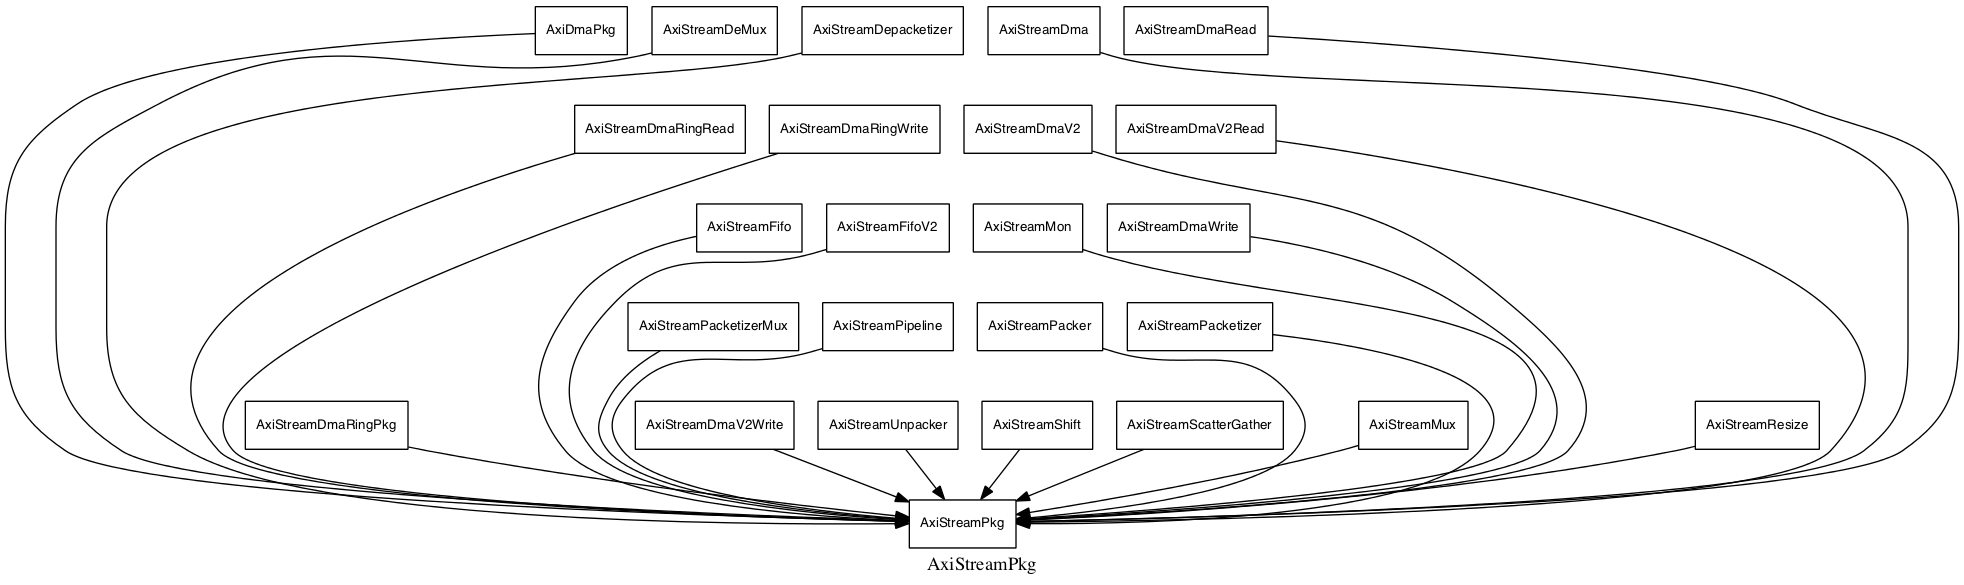 AxiDmaPkg
AxiStreamDeMux
AxiStreamDepacketizer
AxiStreamDma
AxiStreamDmaRead
AxiStreamDmaRingRead
AxiStreamDmaRingWrite
AxiStreamDmaV2
AxiStreamDmaV2Read
AxiStreamFifo
AxiStreamFifoV2
AxiStreamMon
AxiStreamDmaWrite
AxiStreamPacketizerMux
AxiStreamPipeline
AxiStreamPacker
AxiStreamPacketizer
AxiStreamDmaRingPkg
AxiStreamDmaV2Write
AxiStreamUnpacker
AxiStreamShift
AxiStreamScatterGather
AxiStreamMux
AxiStreamResize
AxiStreamPkg
AxiStreamPkg